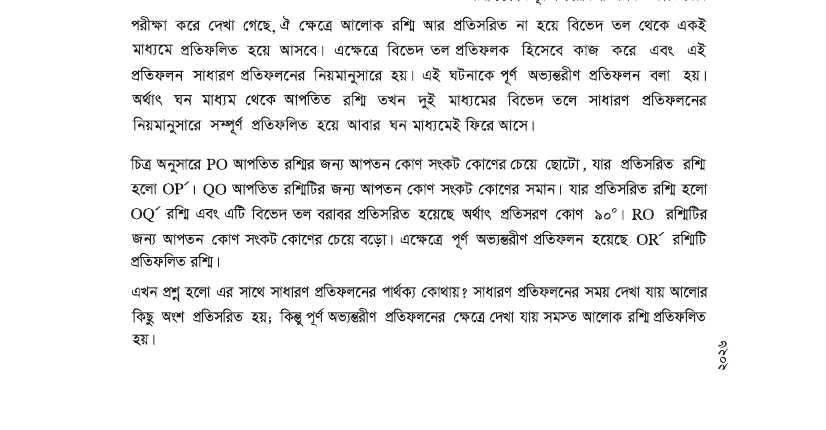 পরীক্ষা করে দেখা গেছে, ঐ ক্ষেত্রে আলোক রশ্মি আর প্রতিসরিত না হয়ে বিভেদ তল থেকে একই
মাধ্যমে প্রতিফলিত হয়ে আসবে। এক্ষেত্রে বিভেদ তল প্রতিফলক হিসেবে কাজ করে এবং এই
প্রতিফলন সাধারণ প্রতিফলনের নিয়মানুসারে হয়। এই ঘটনাকে পূর্ণ অভ্যন্তরীণ প্রতিফলন বলা হয়।
অর্থাৎ ঘন মাধ্যম থেকে আপতিত রশ্মি তখন দুই মাধ্যমের বিভেদ তলে সাধারণ প্রতিফলনের
নিয়মানুসারে সম্পূর্ণ প্রতিফলিত হয়ে আবার ঘন মাধ্যমেই ফিরে আসে।
চিত্র অনুসারে PO আপতিত রশ্মির জন্য আপতন কোণ সংকট কোণের চেয়ে ছোটো, যার প্রতিসরিত রশ্মি
হলো OP´। QO আপতিত রশ্মিটির জন্য আপতন কোণ সংকট কোণের সমান। যার প্রতিসরিত রশ্মি হলো
OQ´ রশ্মি এবং এটি বিভেদ তল বরাবর প্রতিসরিত হয়েছে অর্থাৎ প্রতিসরণ কোণ ৯০°। RO রশ্মিটির
জন্য আপতন কোণ সংকট কোণের চেয়ে বড়ো। এক্ষেত্রে পূর্ণ অভ্যন্তরীণ প্রতিফলন হয়েছে OR´ রশ্মিটি
প্রতিফলিত রশ্মি।
এখন প্রশ্ন হলো এর সাথে সাধারণ প্রতিফলনের পার্থক্য কোথায়? সাধারণ প্রতিফলনের সময় দেখা যায় আলোর
কিছু অংশ প্রতিসরিত হয়; কিন্তু পূর্ণ অভ্যন্তরীণ প্রতিফলনের ক্ষেত্রে দেখা যায় সমস্ত আলোক রশ্মি প্রতিফলিত
হয়।
২০২৬